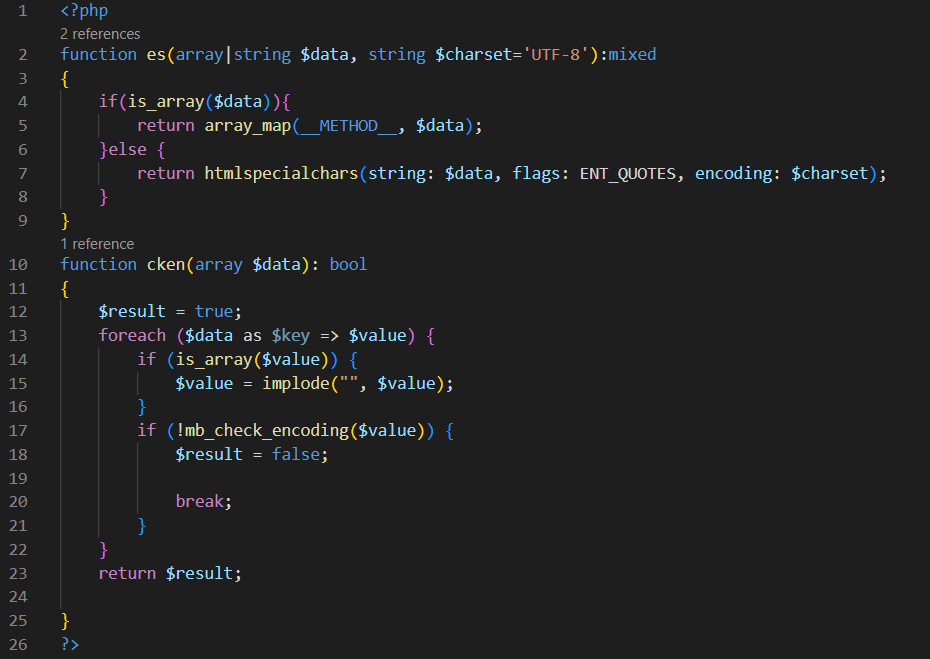 1 <?php
2 references
2 function es(array|string $data, string $charset='UTF-8'):mixed
3 {
4 if(is_array($data)){
5 return array_map(__METHOD__, $data);
6 }else {
7 return htmlspecialchars(string: $data, flags: ENT_QUOTES, encoding: $charset);
8 }
9 }
1 reference
10 function cken(array $data): bool
11 {
12 $result = true;
13 foreach ($data as $key => $value) {
14 if (is_array($value)) {
15 $value = implode("", $value);
16 }
17 if (!mb_check_encoding($value)) {
18 $result = false;
19
20 break;
21 }
22 }
23 return $result;
24
25 }
26 ?>